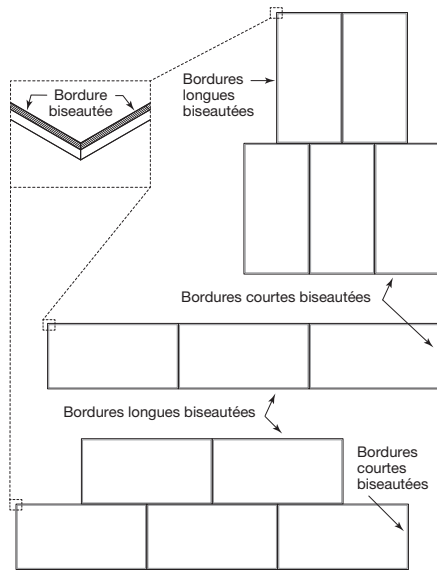 Bordure
biseautée
Bordures
longues
biseautées
Bordures courtes biseautées
Bordures longues biseautées
Bordures
courtes
biseautées